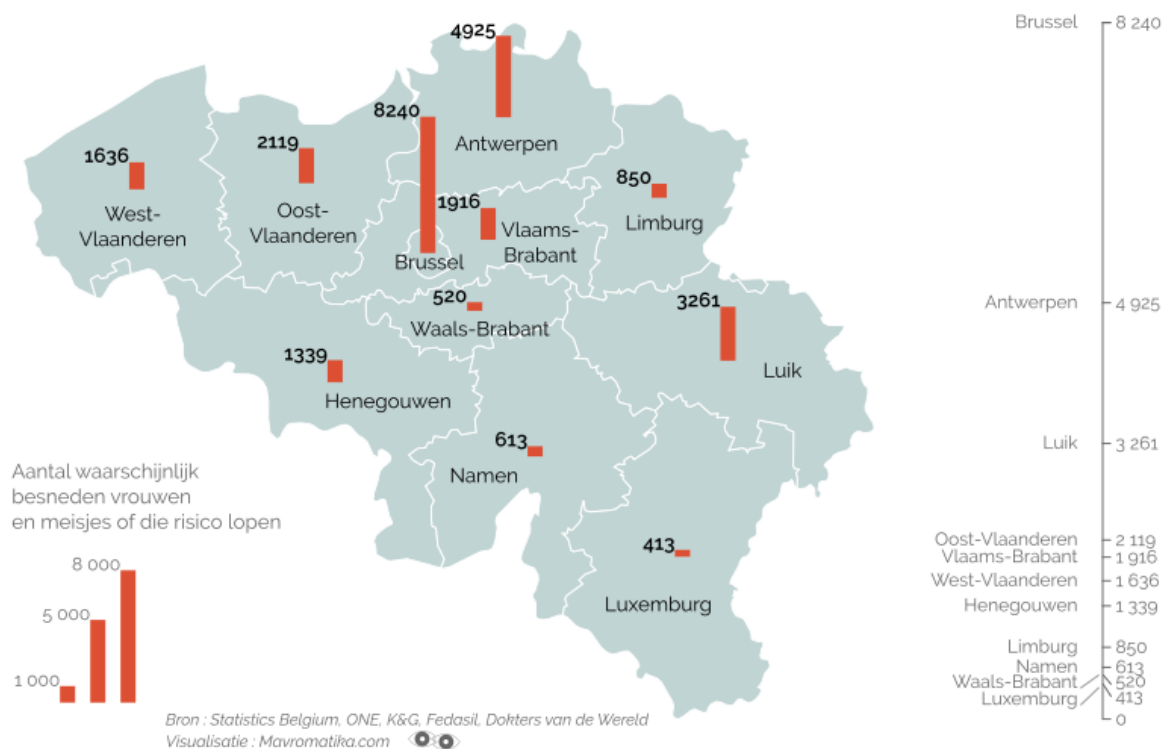 4925
Antwerpen
8240
Brussel
1636
West-
Vlaanderen
2119
Oost-
Vlaanderen
1916
Vlaams-
Brabant
850
Limburg
520
Waals-Brabant
3261
Luik
1339
Henegouwen
613
Namen
413
Luxemburg
Aantal waarschijnlijk
besneden vrouwen
en meisjes of die risico lopen
8 000
5 000
1 000
Bron : Statistics Belgium, ONE, K&G, Fedasil, Dokters van de Wereld
Visualisatie : Mavromatika.com
Brussel 8 240
Antwerpen 4 925
Luik 3 261
Oost-Vlaanderen 2 119
Vlaams-Brabant 1 916
West-Vlaanderen 1 636
Henegouwen 1 339
Limburg 850
Namen 613
Waals-Brabant 520
Luxemburg 413
0